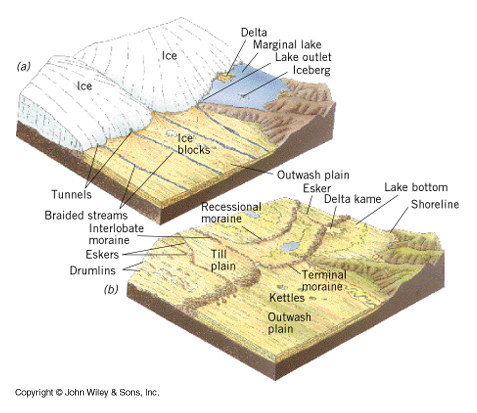 (a)
Ice
Ice
Delta
Marginal lake
Lake outlet
Iceberg
Ice
blocks
Tunnels
Braided streams
Outwash plain
Esker
Delta kame
Lake bottom
Shoreline
Recessional
moraine
Interlobate
moraine
Eskers
Drumlins
(b)
Till
plain
Terminal
moraine
Kettles
Outwash
plain
Copyright © John Wiley & Sons, Inc.